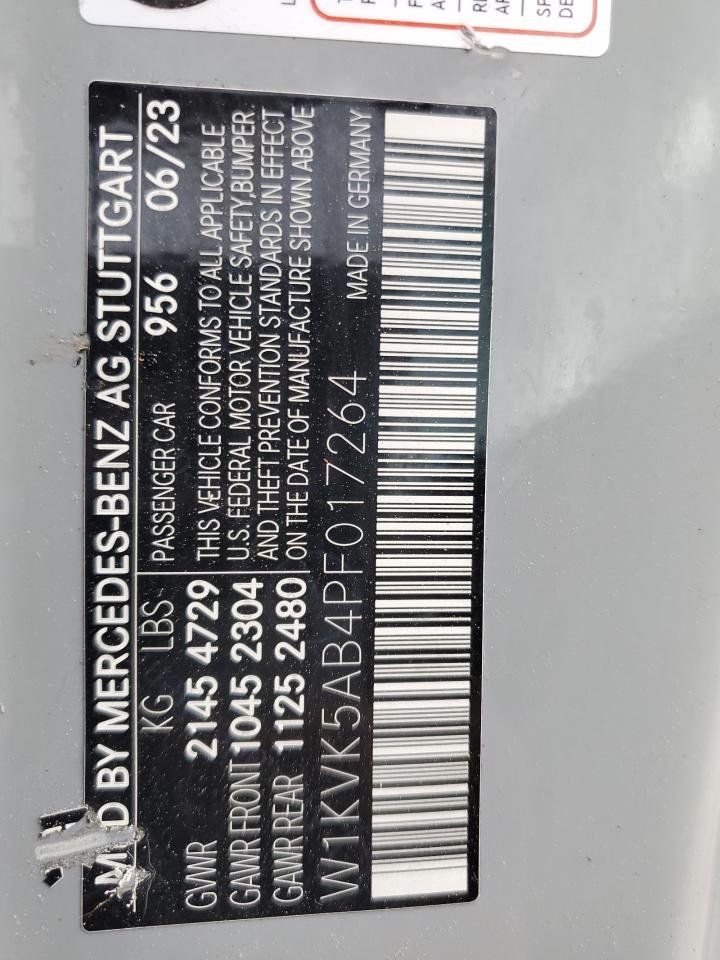 MFD BY MERCEDES-BENZ AG STUTTGART
KG LBS PASSENGER CAR 956 06/23
GVWR 2145 4729 THIS VEHICLE CONFORMS TO ALL APPLICABLE
GAWR FRONT 1045 2304 U.S. FEDERAL MOTOR VEHICLE SAFETY,BUMPER,
GAWR REAR 1125 2480 AND THEFT PREVENTION STANDARDS IN EFFECT
ON THE DATE OF MANUFACTURE SHOWN ABOVE
W1KVK5AB4PF017264 MADE IN GERMANY